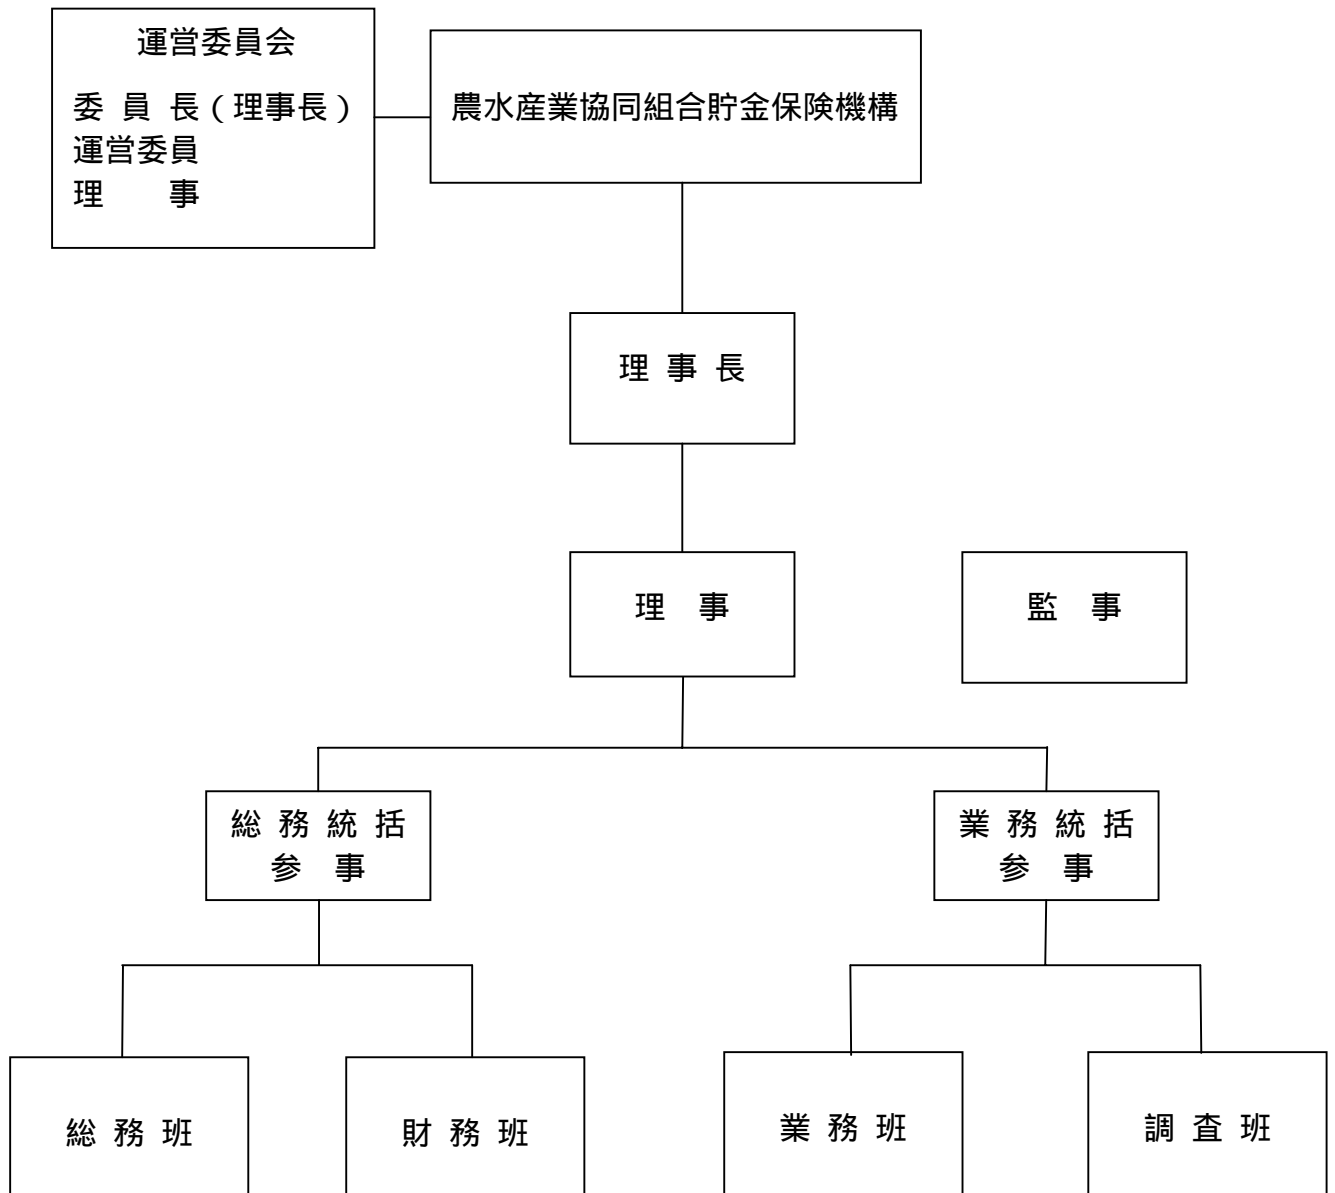 運営委員会
委 員 長（理事長）
運営委員
理　　事
農水産業協同組合貯金保険機構
理 事 長
理　事
監　事
総 務 統 括
参　事
業 務 統 括
参　事
総 務 班
財 務 班
業 務 班
調 査 班